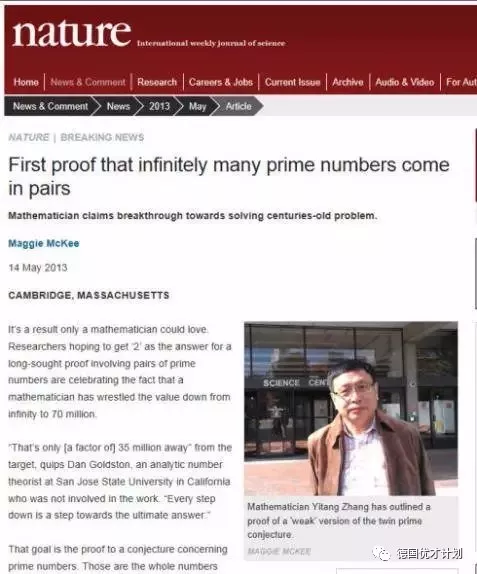 nature International weekly journal of science
Home News & Comment Research Careers & Jobs Current Issue Archive Audio & Video For Aut
News & Comment News 2013 May Article
NATURE | BREAKING NEWS
First proof that infinitely many prime numbers come
in pairs
Mathematician claims breakthrough towards solving centuries-old problem.
Maggie McKee
14 May 2013
CAMBRIDGE, MASSACHUSETTS
It's a result only a mathematician could love.
Researchers hoping to get '2' as the answer for a
long-sought proof involving pairs of prime
numbers are celebrating the fact that a
mathematician has wrestled the value down from
infinity to 70 million.
"That's only [a factor of] 35 million away" from the
target, quips Dan Goldston, an analytic number
theorist at San Jose State University in California
who was not involved in the work. "Every step
down is a step towards the ultimate answer."
That goal is the proof to a conjecture concerning
prime numbers. Those are the whole numbers
SCIENCE CENT
Mathematician Yitang Zhang has outlined a
proof of a 'weak' version of the twin prime
conjecture.
MAGGIE MCKEE
德国优才计划